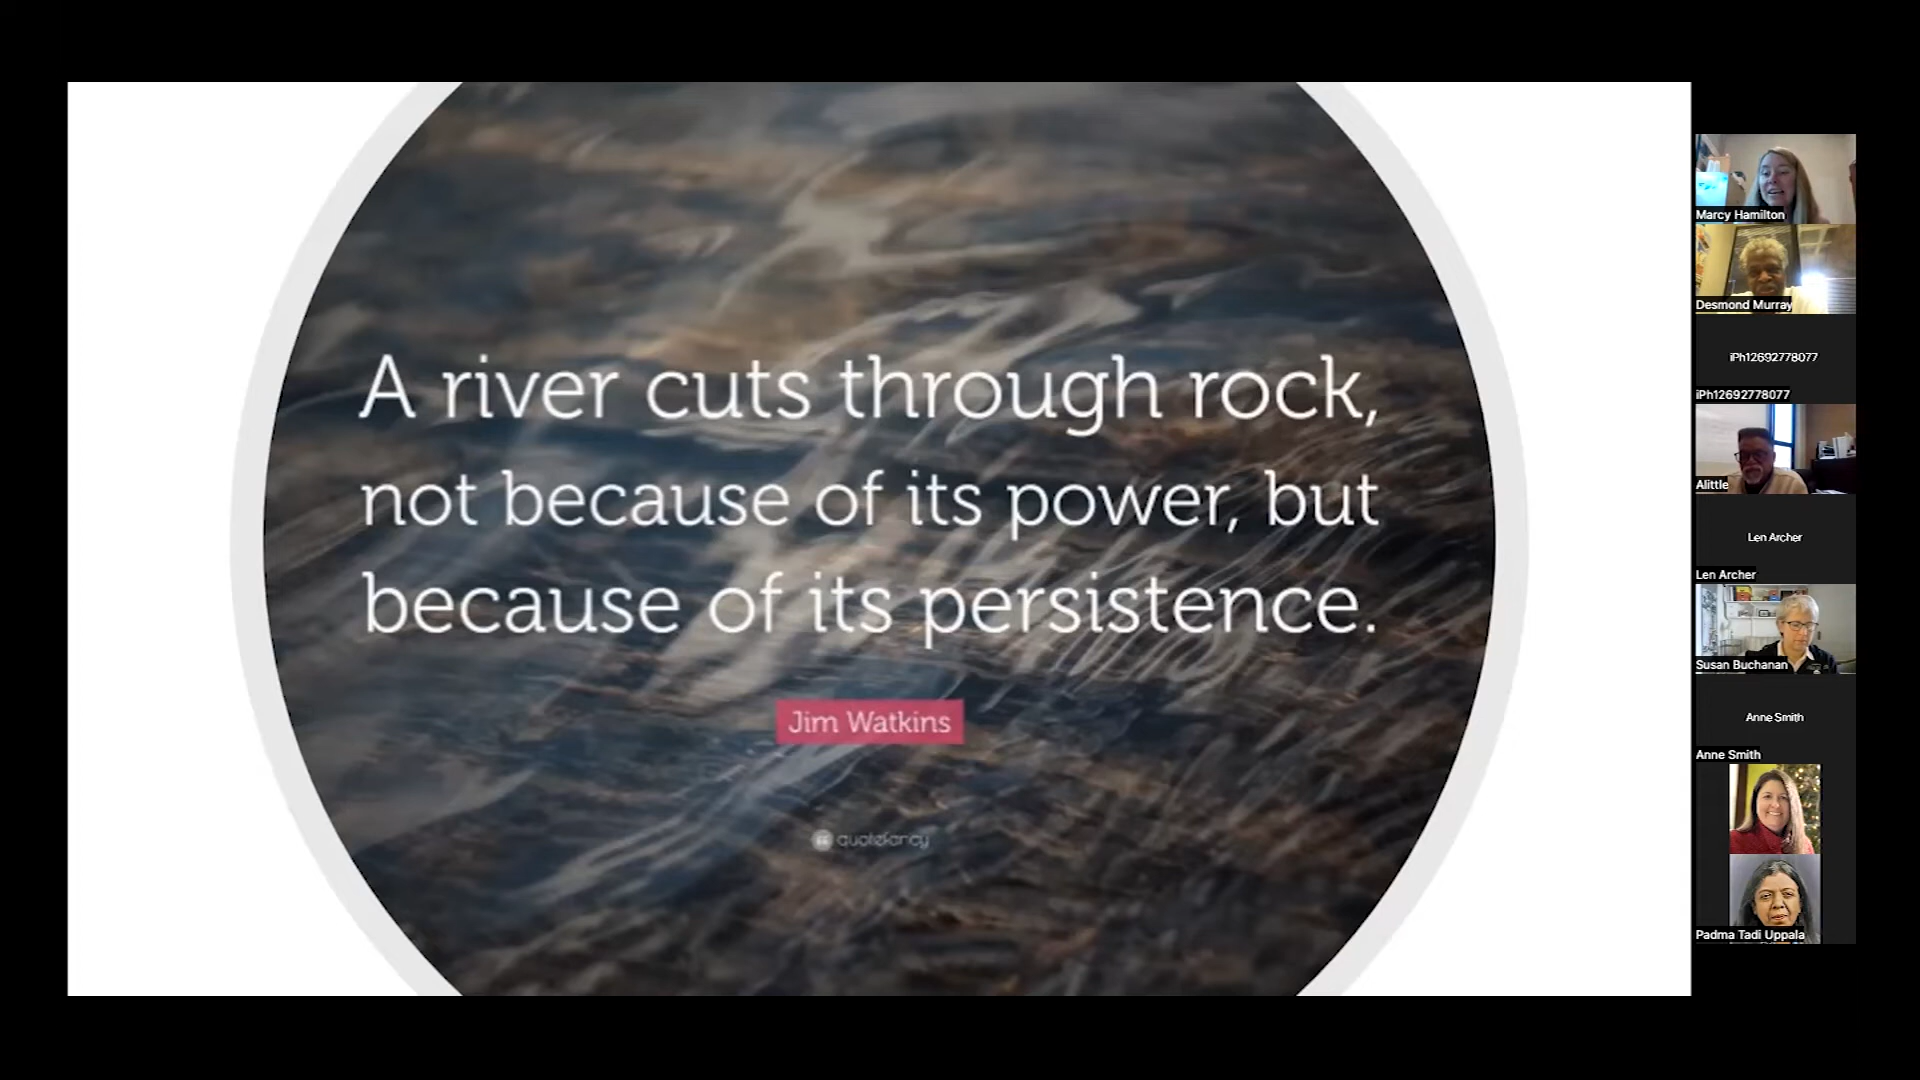 A river cuts through rock,
not because of its power, but
because of its persistence.
Jim Watkins
quotefancy
Marcy Hamilton
Desmond Murray
iPh12692778077
iPh12692778077
Alittle
Len Archer
Len Archer
Susan Buchanan
Anne Smith
Anne Smith
Padma Tadi Uppala